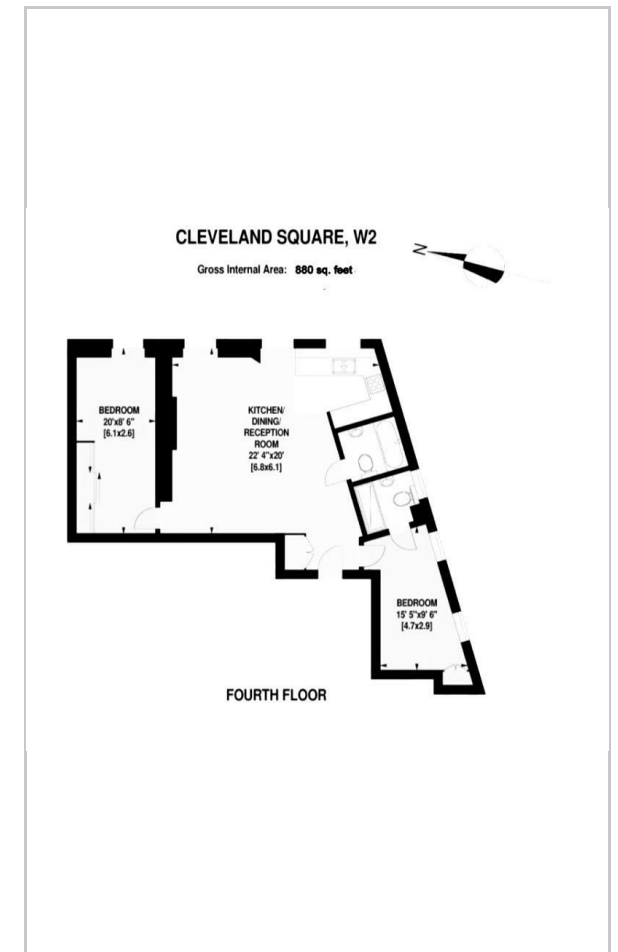 CLEVELAND SQUARE, W2
N
Gross Internal Area: 880 sq. feet
BEDROOM
20'x8' 6"
[6.1x2.6]
KITCHEN/
DINING/
RECEPTION
ROOM
22' 4"x20'
[6.8x6.1]
BEDROOM
15' 5"x9' 6"
[4.7x2.9]
FOURTH FLOOR